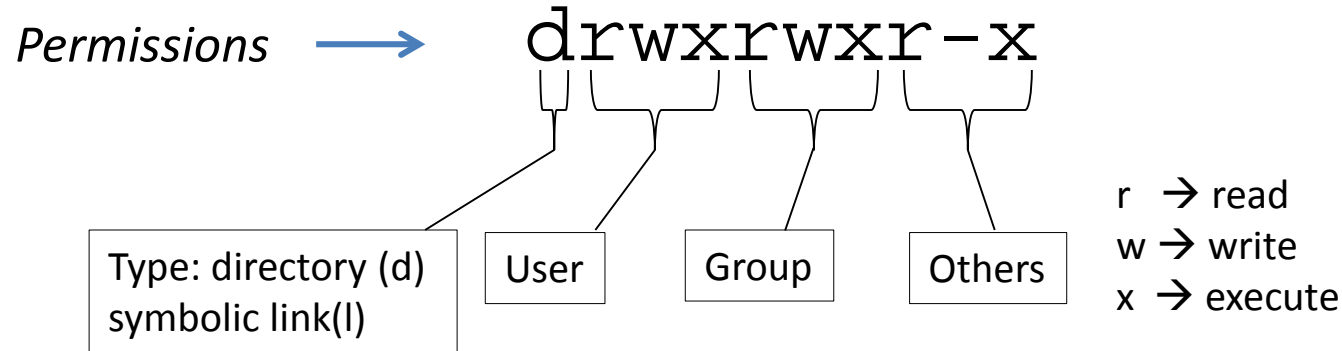 Permissions → drwxrwxr-x
Type: directory (d)
symbolic link(l)
User
Group
Others
r → read
w → write
x → execute